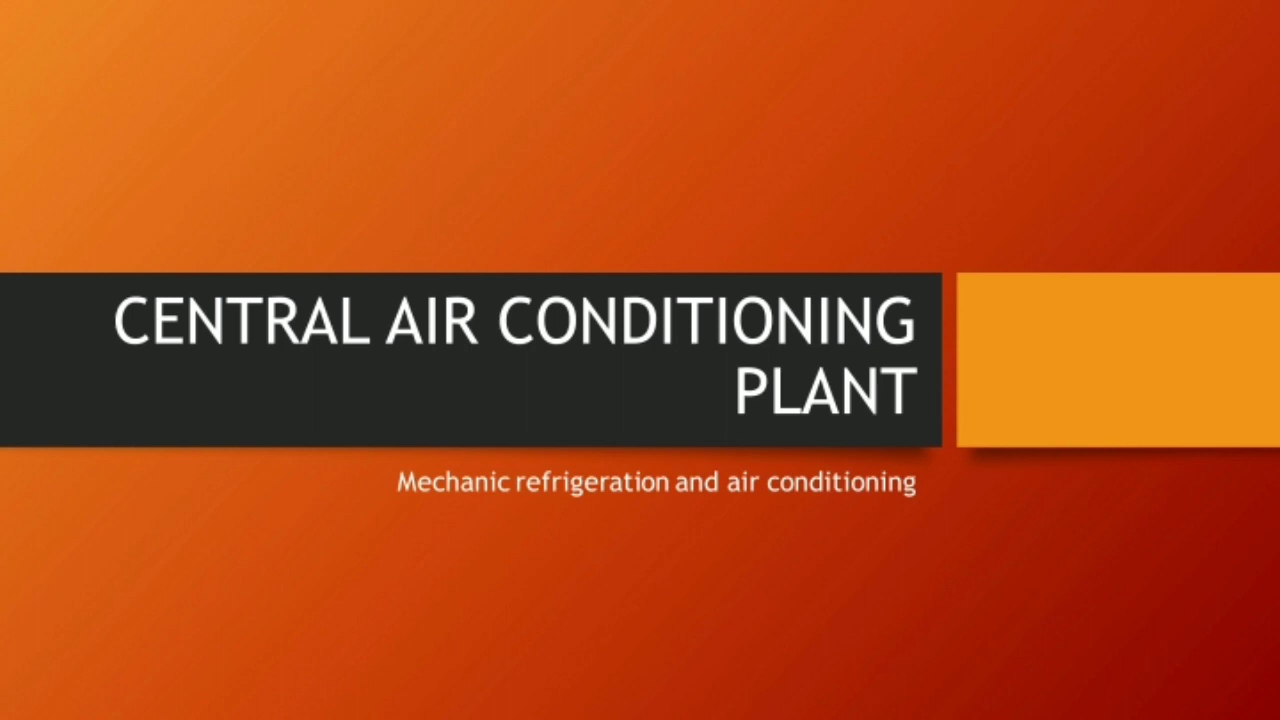 CENTRAL AIR CONDITIONING
PLANT
Mechanic refrigeration and air conditioning